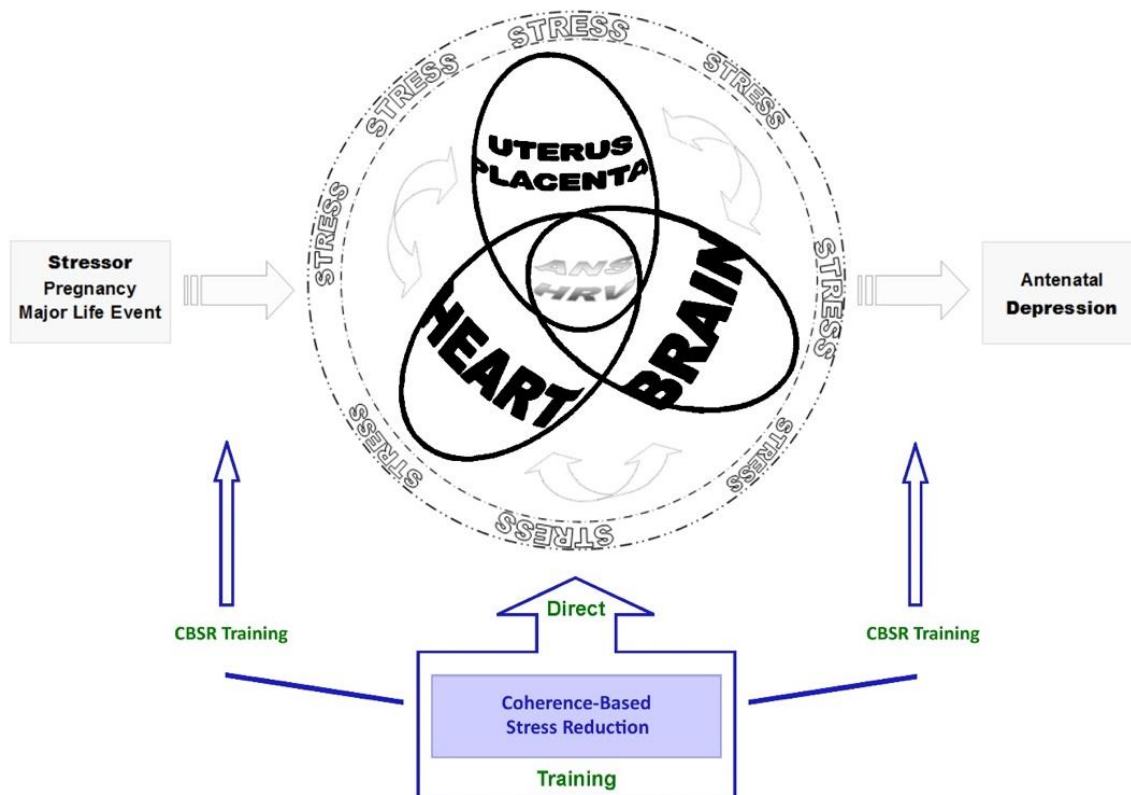 STRESS
STRESS
STRESS
STRESS
STRESS
STRESS
STRESS
STRESS
STRESS
UTERUS
PLACENTA
ANS
HRV
HEART
BRAIN
Stressor
Pregnancy
Major Life Event
Antenatal
Depression
Direct
CBSR Training
CBSR Training
Coherence-Based
Stress Reduction
Training